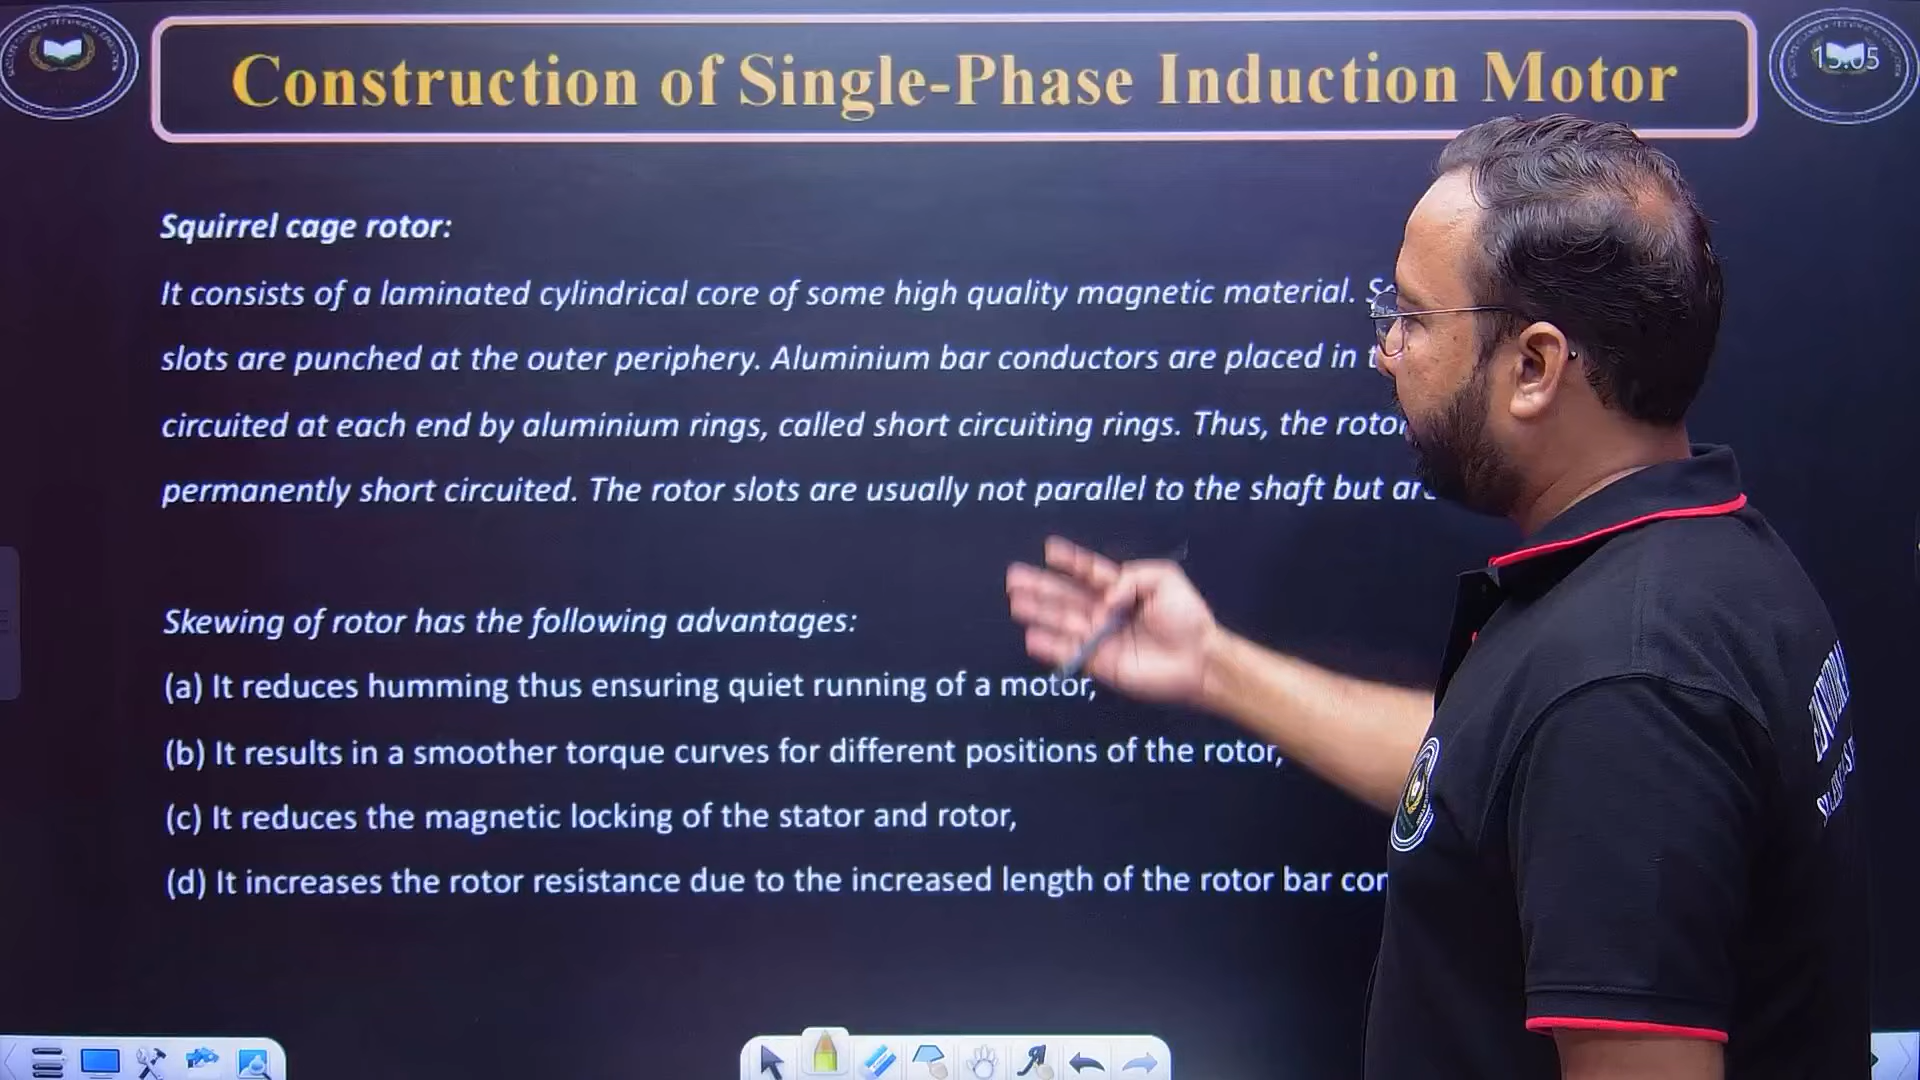 Construction of Single-Phase Induction Motor
15:05
Squirrel cage rotor:
It consists of a laminated cylindrical core of some high quality magnetic material.
slots are punched at the outer periphery. Aluminium bar conductors are placed in
circuited at each end by aluminium rings, called short circuiting rings. Thus, the rotor
permanently short circuited. The rotor slots are usually not parallel to the shaft but are
Skewing of rotor has the following advantages:
(a) It reduces humming thus ensuring quiet running of a motor,
(b) It results in a smoother torque curves for different positions of the rotor,
(c) It reduces the magnetic locking of the stator and rotor,
(d) It increases the rotor resistance due to the increased length of the rotor bar